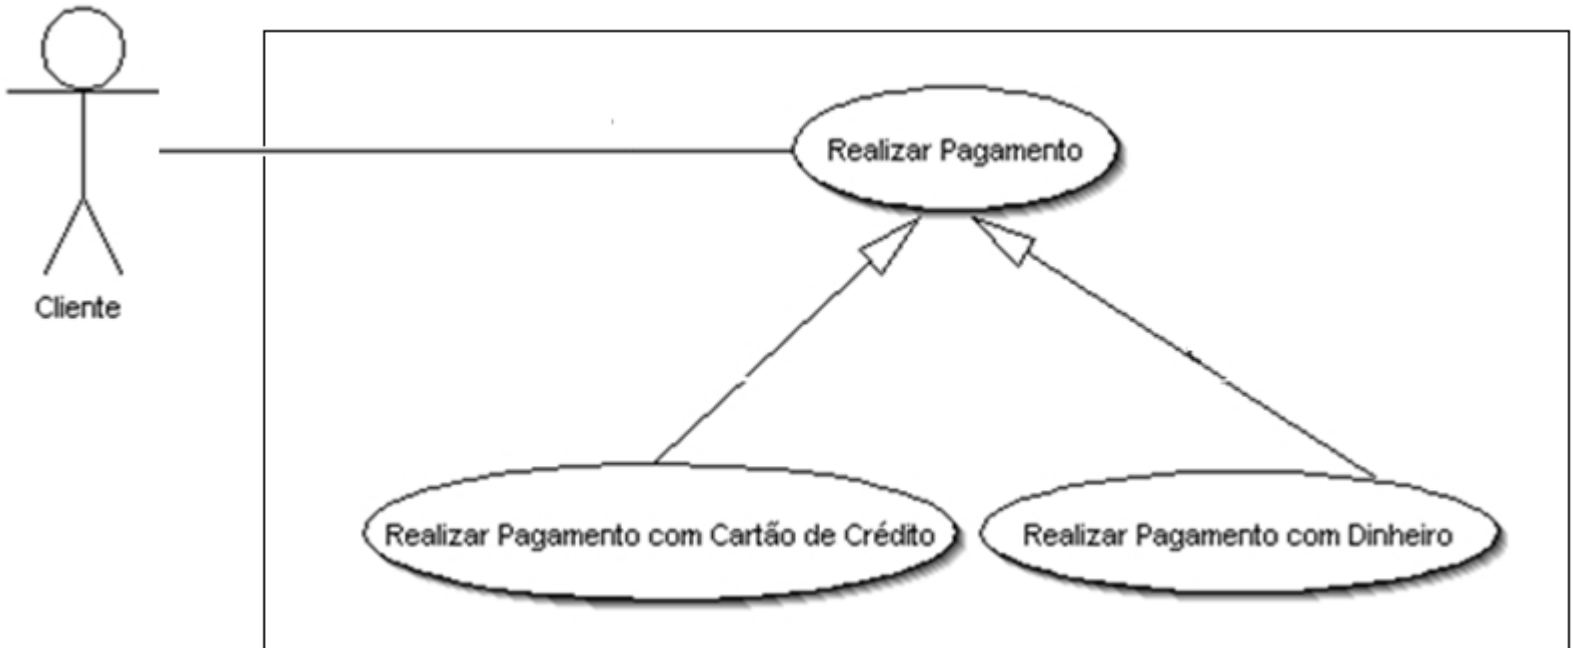 Realizar Pagamento
Cliente
Realizar Pagamento com Cartão de Crédito
Realizar Pagamento com Dinheiro